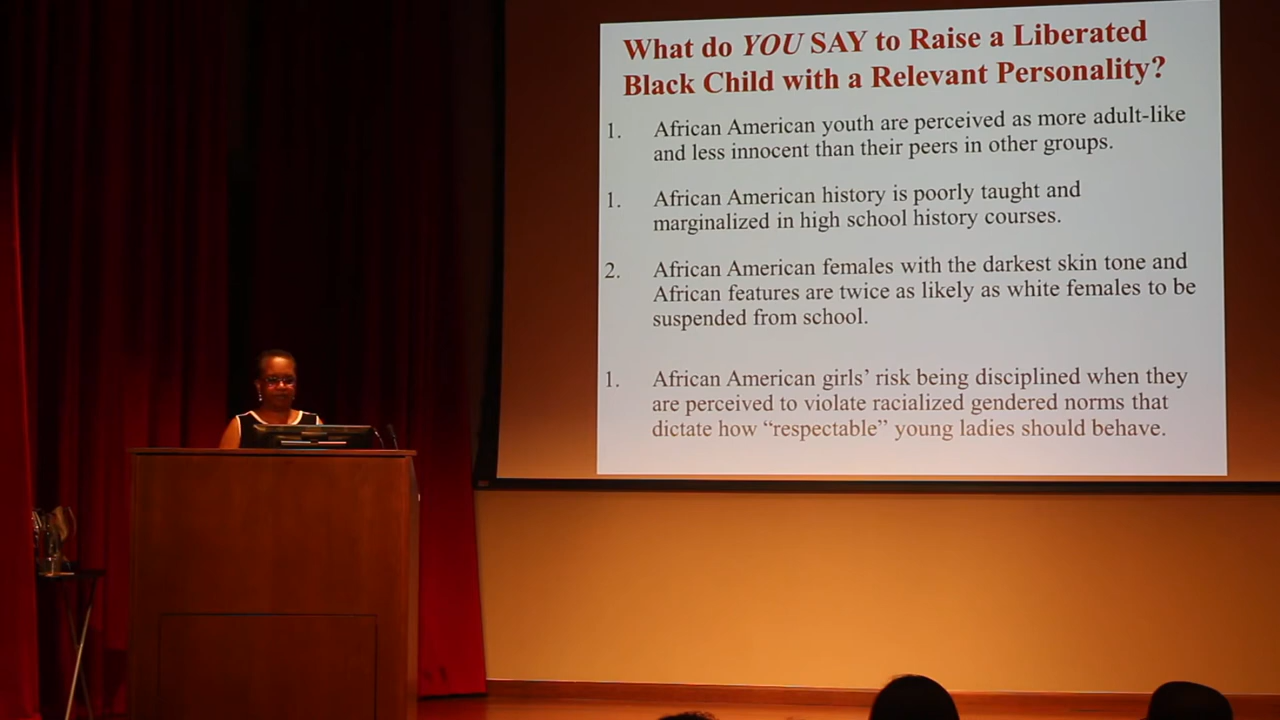 What do YOU SAY to Raise a Liberated
Black Child with a Relevant Personality?
1. African American youth are perceived as more adult-like
and less innocent than their peers in other groups.
1. African American history is poorly taught and
marginalized in high school history courses.
2. African American females with the darkest skin tone and
African features are twice as likely as white females to be
suspended from school.
1. African American girls’ risk being disciplined when they
are perceived to violate racialized gendered norms that
dictate how “respectable” young ladies should behave.